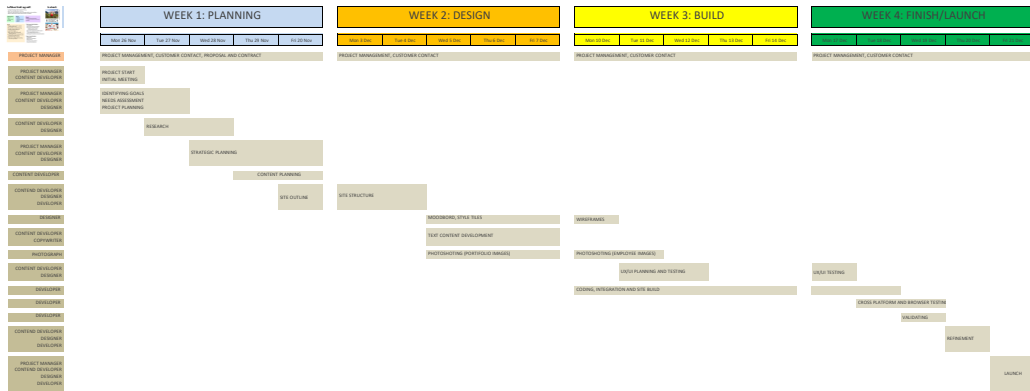 WEEK 1: PLANNING
WEEK 2: DESIGN
WEEK 3: BUILD
WEEK 4: FINISH/LAUNCH
Mon 26 Nov
Tue 27 Nov
Wed 28 Nov
Thu 29 Nov
Fri 20 Nov
Mon 3 Dec
Tue 4 Dec
Wed 5 Dec
Thu 6 Dec
Fri 7 Dec
Mon 10 Dec
Tue 11 Dec
Wed 12 Dec
Thu, 13 Dec
Fri 14 Dec
PROJECT MANAGER
PROJECT MANAGEMENT, CUSTOMER CONTACT, PROPOSAL AND CONTRACT
PROJECT MANAGEMENT, CUSTOMER CONTACT
PROJECT MANAGEMENT, CUSTOMER CONTACT
PROJECT MANAGEMENT, CUSTOMER CONTACT
PROJECT MANAGER
CONTENT DEVELOPER
PROJECT START
INITIAL MEETING
PROJECT MANAGER
CONTENT DEVELOPER
DESIGNER
IDENTIFYING GOALS
NEEDS ASSESSMENT
PROJECT PLANNING
CONTENT DEVELOPER
DESIGNER
RESEARCH
PROJECT MANAGER
CONTENT DEVELOPER
DESIGNER
STRATEGIC PLANNING
CONTENT DEVELOPER
CONTENT PLANNING
CONTEND DEVELOPER
DESIGNER
DEVELOPER
SITE OUTLINE
SITE STRUCTURE
DESIGNER
MOODBORD, STYLE TILES
WIREFRAMES
CONTENT DEVELOPER
COPYWRITER
TEXT CONTENT DEVELOPMENT
PHOTOGRAPH
PHOTOSHOTING (PORTFOLIO IMAGES)
PHOTOSHOTING (EMPLOYEE IMAGES)
CONTENT DEVELOPER
DESIGNER
UX/UI PLANNING AND TESTING
UX/UI TESTING
DEVELOPER
CODING, INTEGRATION AND SITE BUILD
DEVELOPER
CROSS PLATFORM AND BROWSER TESTING
DEVELOPER
VALIDATING
CONTEND DEVELOPER
DESIGNER
DEVELOPER
REFINEMENT
PROJECT MANAGER
CONTEND DEVELOPER
DESIGNER
DEVELOPER
LAUNCH